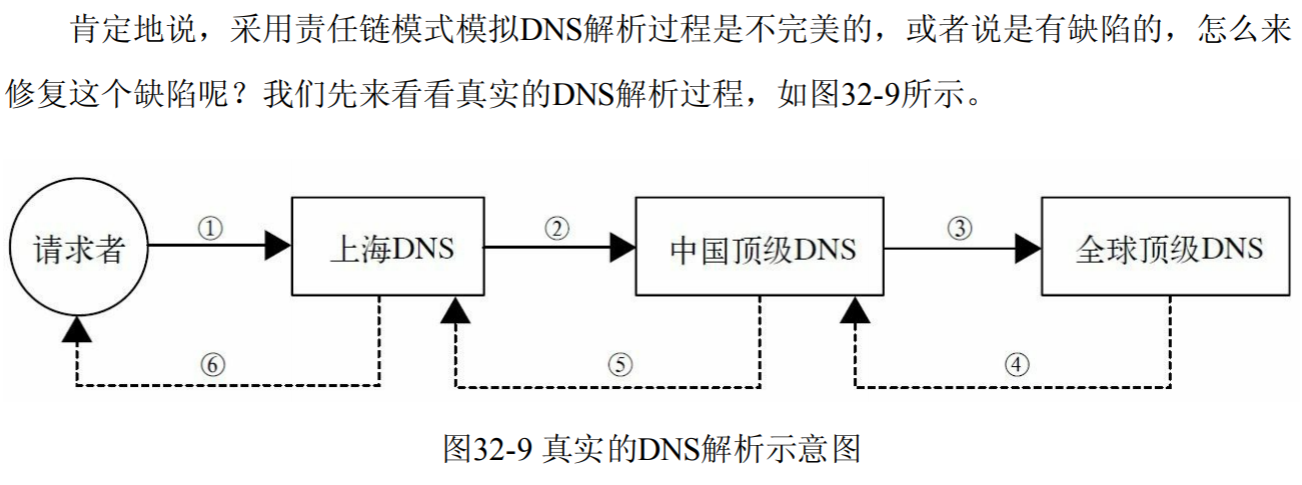 肯定地说，采用责任链模式模拟DNS解析过程是不完美的，或者说是有缺陷的，怎么来
修复这个缺陷呢？我们先来看看真实的DNS解析过程，如图32-9所示。
① ② ③
请求者 上海DNS 中国顶级DNS 全球顶级DNS
⑥ ⑤ ④
图32-9 真实的DNS解析示意图